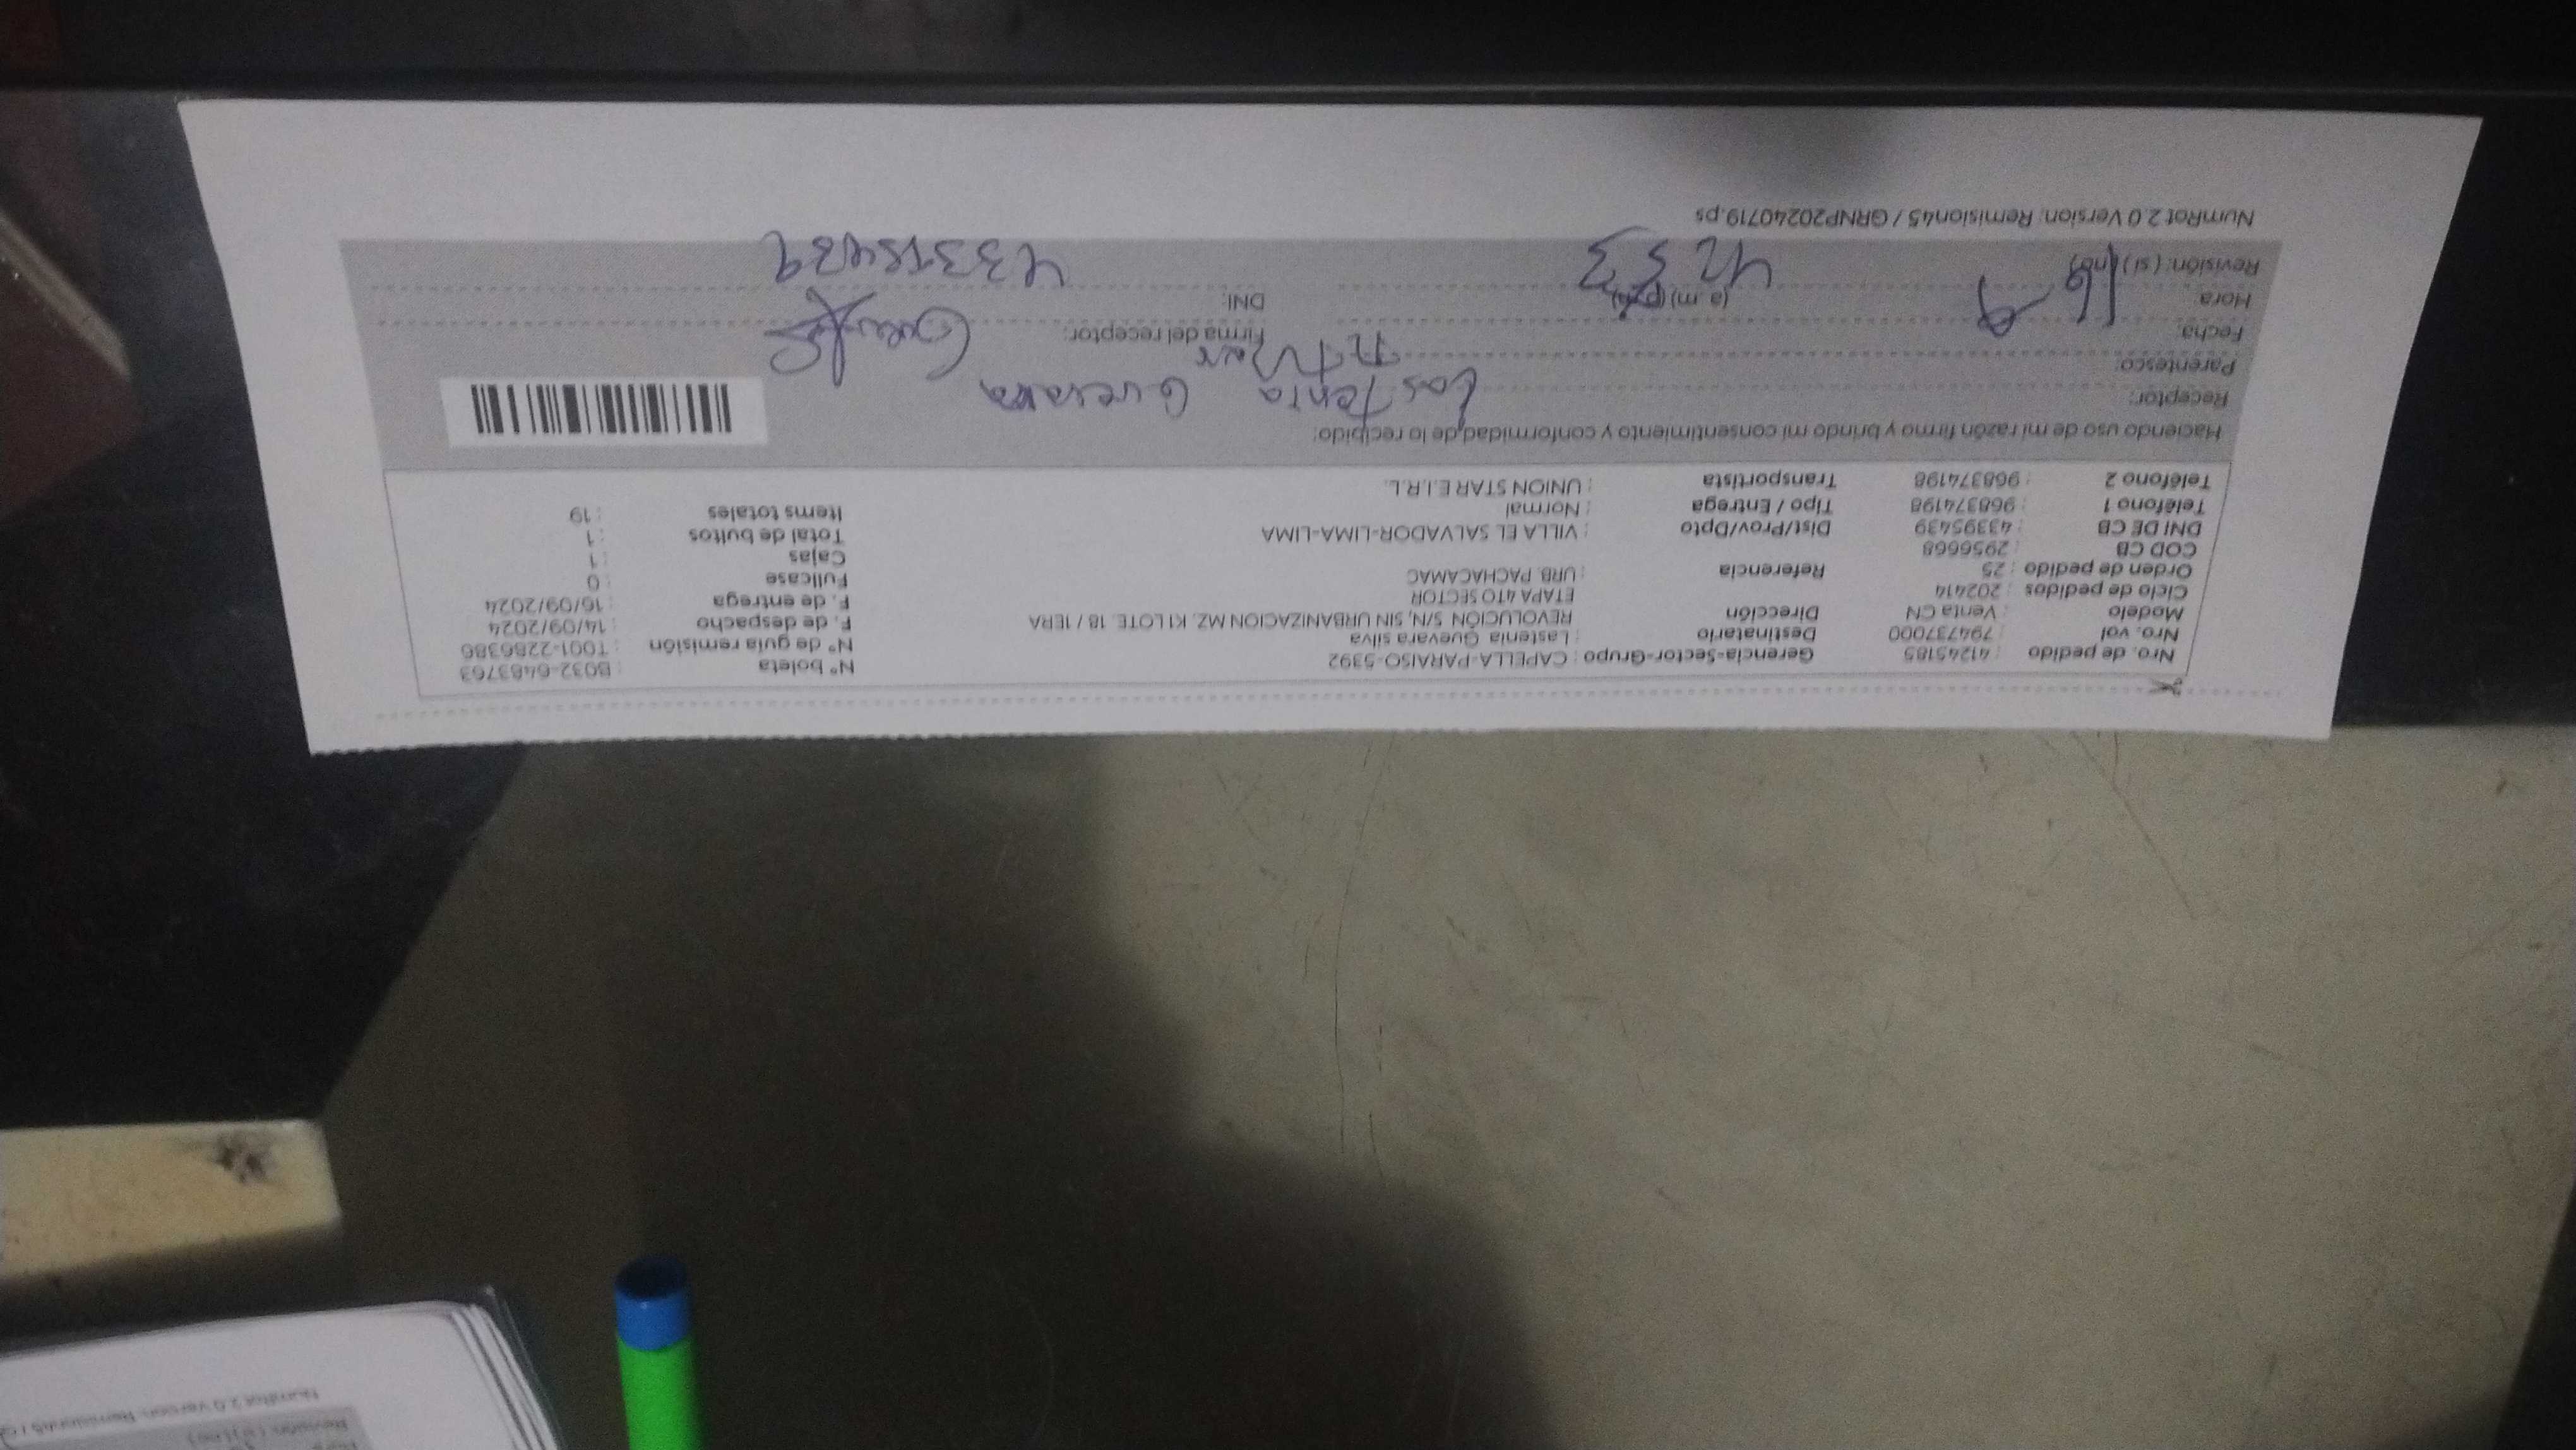 Nro. de pedido : 41245185 Gerencia-Sector-Grupo : CAPELLA-PARAISO-5392 N° boleta : B032-6483763
Nro. vol : 79473700 Destinatario : Lastenia Guevara silva N° de guía remisión : T001-2286386
Modelo : Venta CN Dirección REVOLUCIÓN S/N, SIN URBANIZACION MZ. K1 LOTE. 18 / 1ERA F. de despacho : 14/09/2024
Ciclo de pedidos : 202414 ETAPA 4TO SECTOR F. de entrega : 16/09/2024
Orden de pedido : 25 Referencia : URB. PACHACAMAC Fullcase : 0
COD CB : 2956668 Cajas : 1
DNI DE CB : 43395439 Dist/Prov/Dpto : VILLA EL SALVADOR-LIMA-LIMA Total de bultos : 1
Teléfono 1 : 968374198 Tipo / Entrega : Normal Items totales : 19
Teléfono 2 : 968374198 Transportista : UNION STAR E.I.R.L.
Haciendo uso de mi razón firmo y brindo mi consentimiento y conformidad de lo recibido:
Receptor: Lastenia Guevara
Parentesco: titular
Fecha: 16 9 Firma del receptor:
Hora (a.m) (p.m) DNI:
Revisión: (si) (no)
NumRot 2.0 Version: Remision45 / GRNP20240719.ps
NumRot 2.0 Version: Remision45 /